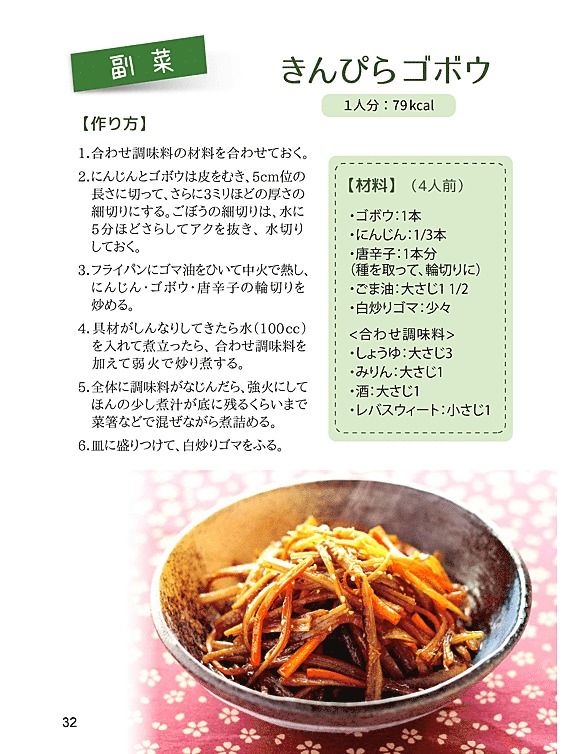 副菜
きんぴらゴボウ
1人分：79kcal
【作り方】
1.合わせ調味料の材料を合わせておく。
2.にんじんとゴボウは皮をむき、5cm位の
長さに切って、さらに3ミリほどの厚さの
細切りにする。ごぼうの細切りは、水に
5分ほどさらしてアクを抜き、水切り
しておく。
3.フライパンにゴマ油をひいて中火で熱し、
にんじん・ゴボウ・唐辛子の輪切りを
炒める。
4.具材がしんなりしてきたら水（100cc）
を入れて煮立ったら、合わせ調味料を
加えて弱火で炒り煮する。
5.全体に調味料がなじんだら、強火にして
ほんの少し煮汁が底に残るくらいまで
菜箸などで混ぜながら煮詰める。
6.皿に盛りつけて、白炒りゴマをふる。
【材料】（4人前）
・ゴボウ：1本
・にんじん：1/3本
・唐辛子：1本分
（種を取って、輪切りに）
・ごま油：大さじ1 1/2
・白炒りゴマ：少々
<合わせ調味料>
・しょうゆ：大さじ3
・みりん：大さじ1
・酒：大さじ1
・レバスウィート：小さじ1
32